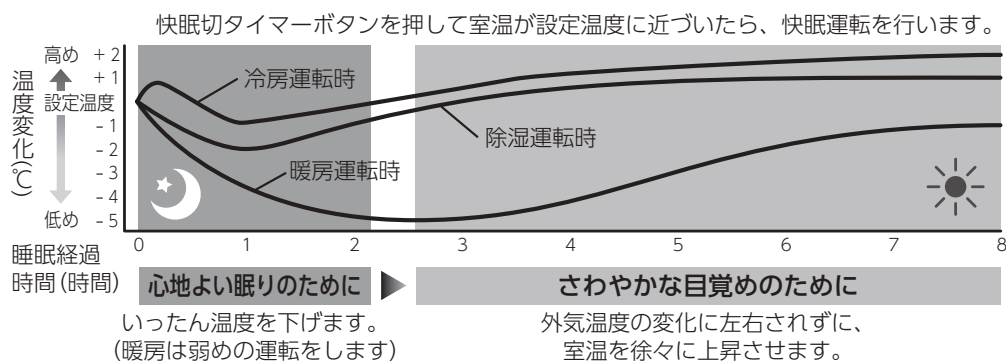 快眠切タイマーボタンを押して室温が設定温度に近づいたら、快眠運転を行います。
温度変化(℃)
高め
設定温度
低め
+2
+1
-1
-2
-3
-4
-5
冷房運転時
除湿運転時
暖房運転時
睡眠経過
時間(時間)
0 1 2 3 4 5 6 7 8
心地よい眠りのために
いったん温度を下げます。
(暖房は弱めの運転をします)
さわやかな目覚めのために
外気温度の変化に左右されずに、
室温を徐々に上昇させます。